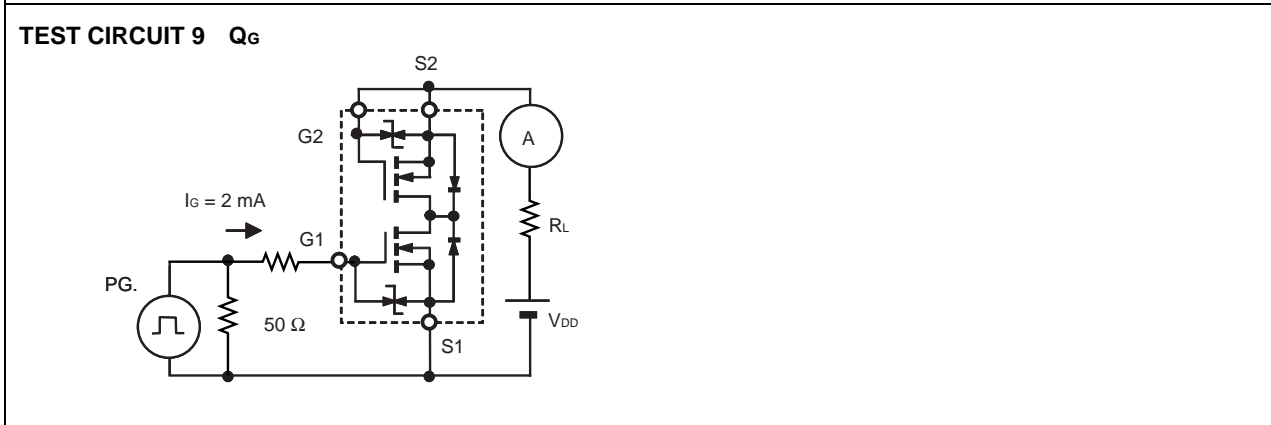 TEST CIRCUIT 9 QG
S2
G2
A
IG = 2 mA
RL
G1
PG.
50 Ω
VDD
S1